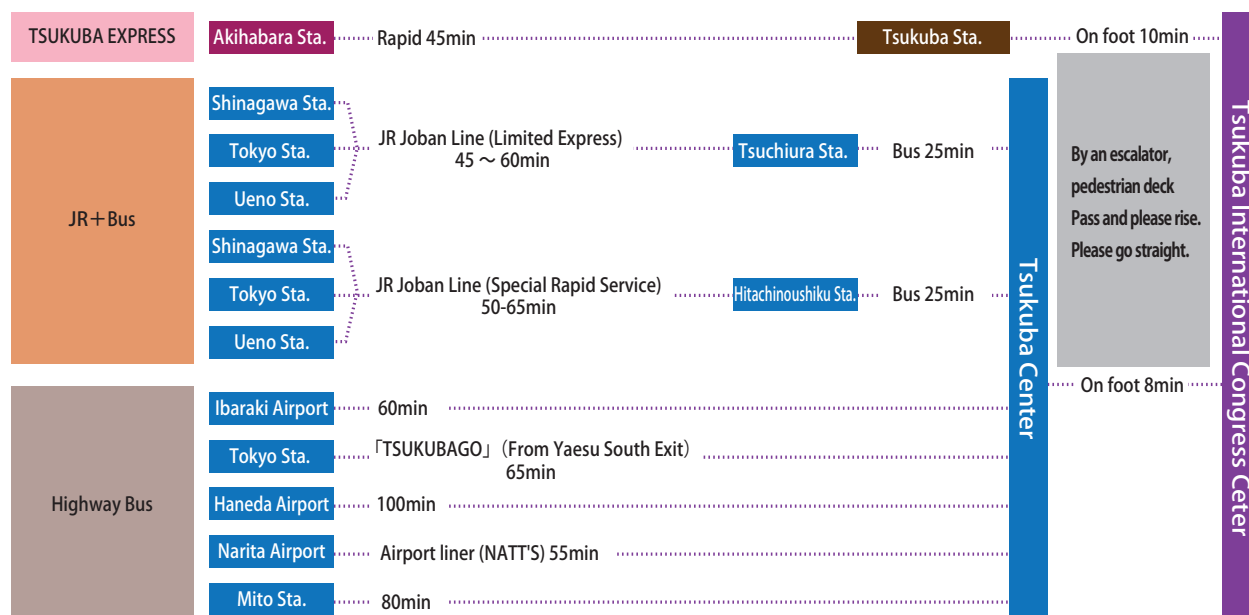 TSUKUBA EXPRESS
Akihabara Sta.
Rapid 45min
Tsukuba Sta.
On foot 10min
JR＋Bus
Shinagawa Sta.
Tokyo Sta.
Ueno Sta.
JR Joban Line (Limited Express)
45 ～ 60min
Tsuchiura Sta.
Bus 25min
Shinagawa Sta.
Tokyo Sta.
Ueno Sta.
JR Joban Line (Special Rapid Service)
50-65min
Hitachinoushiku Sta.
Bus 25min
Highway Bus
Ibaraki Airport
60min
Tokyo Sta.
「TSUKUBAGO」（From Yaesu South Exit）
65min
Haneda Airport
100min
Narita Airport
Airport liner (NATT'S) 55min
Mito Sta.
80min
Tsukuba Center
By an escalator,
pedestrian deck
Pass and please rise.
Please go straight.
On foot 8min
Tsukuba International Congress Ceter